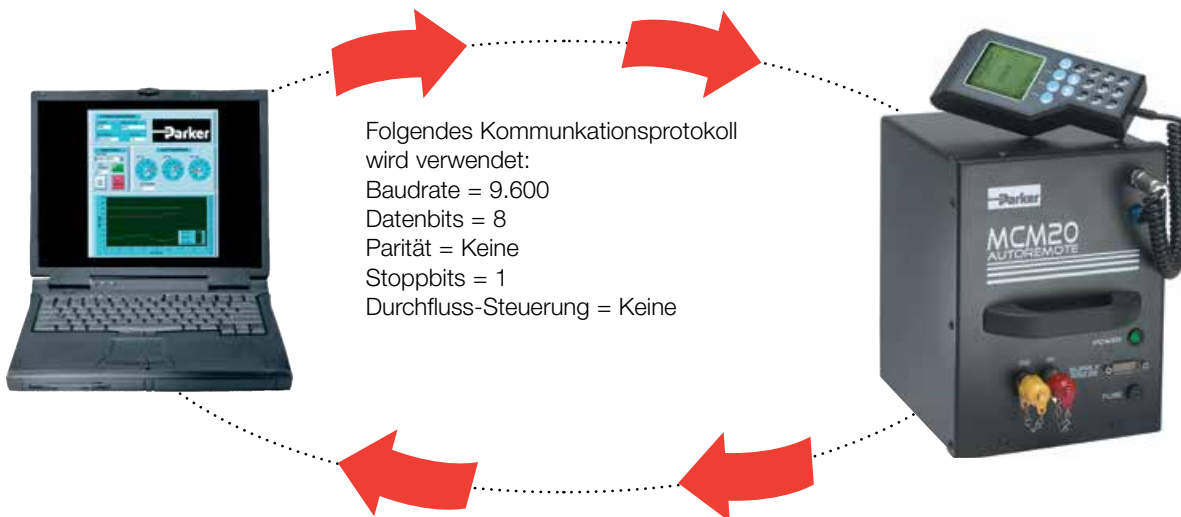 Parker
Folgendes Kommunkationsprotokoll
wird verwendet:
Baudrate = 9.600
Datenbits = 8
Parität = Keine
Stoppbits = 1
Durchfluss-Steuerung = Keine
Parker
MCM20
AUTOREMOTE
POWER
FUSE